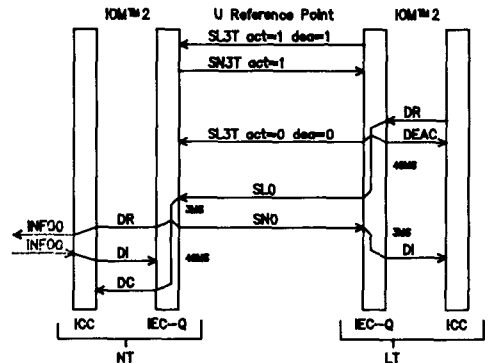 IOM™2 U Reference Point IOM™2
SL3T act=1 dea=1
SN3T act=1
DR
SL3T act=0 dea=0 DEAC
40MS
SL0
3MS
INFO0 DR SN0 3MS
INFO0 DI 40MS DI
DC
ICC IEC-Q IEC-Q ICC
NT LT